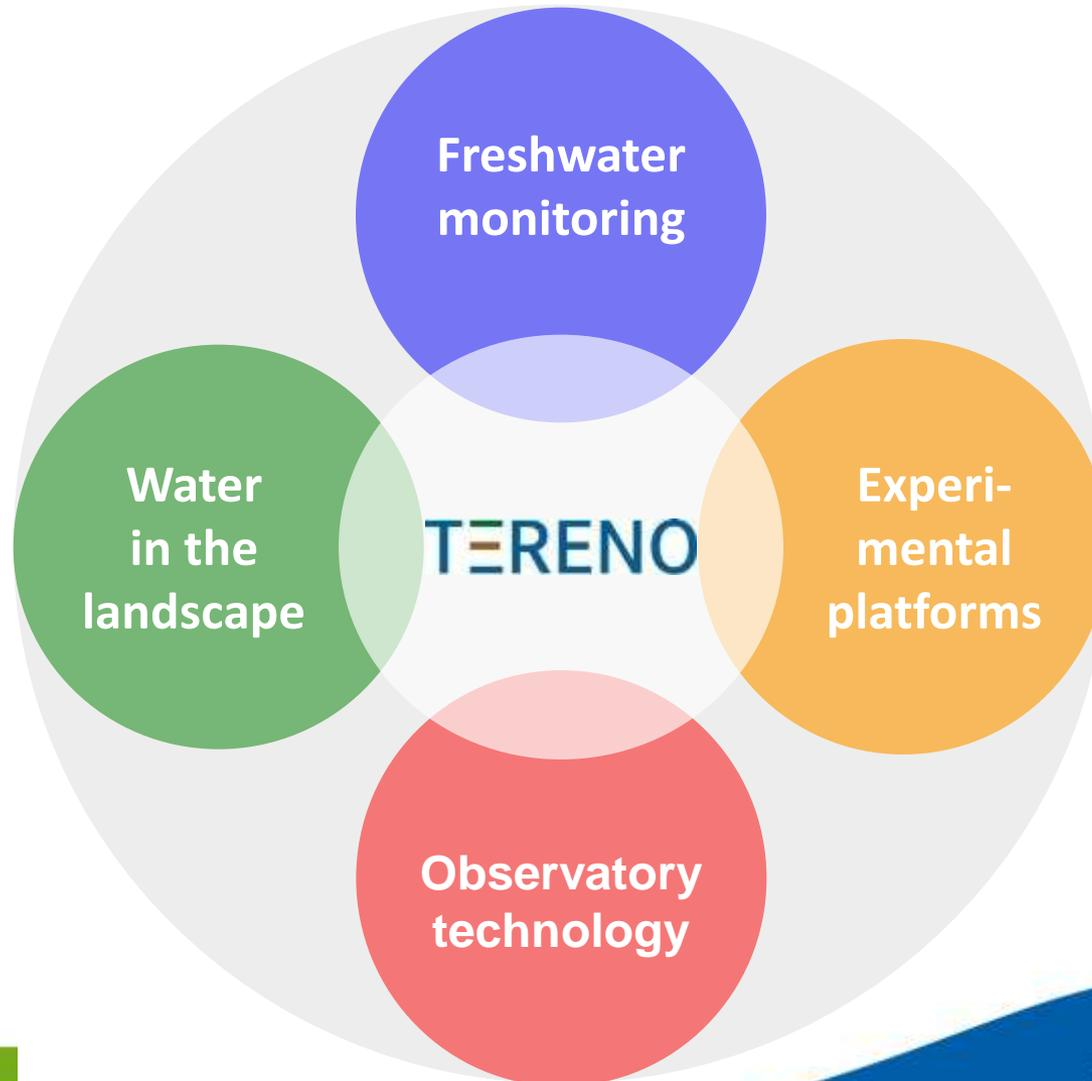 Freshwater
monitoring
Water
in the
landscape
TERENO
Experi-
mental
platforms
Observatory
technology